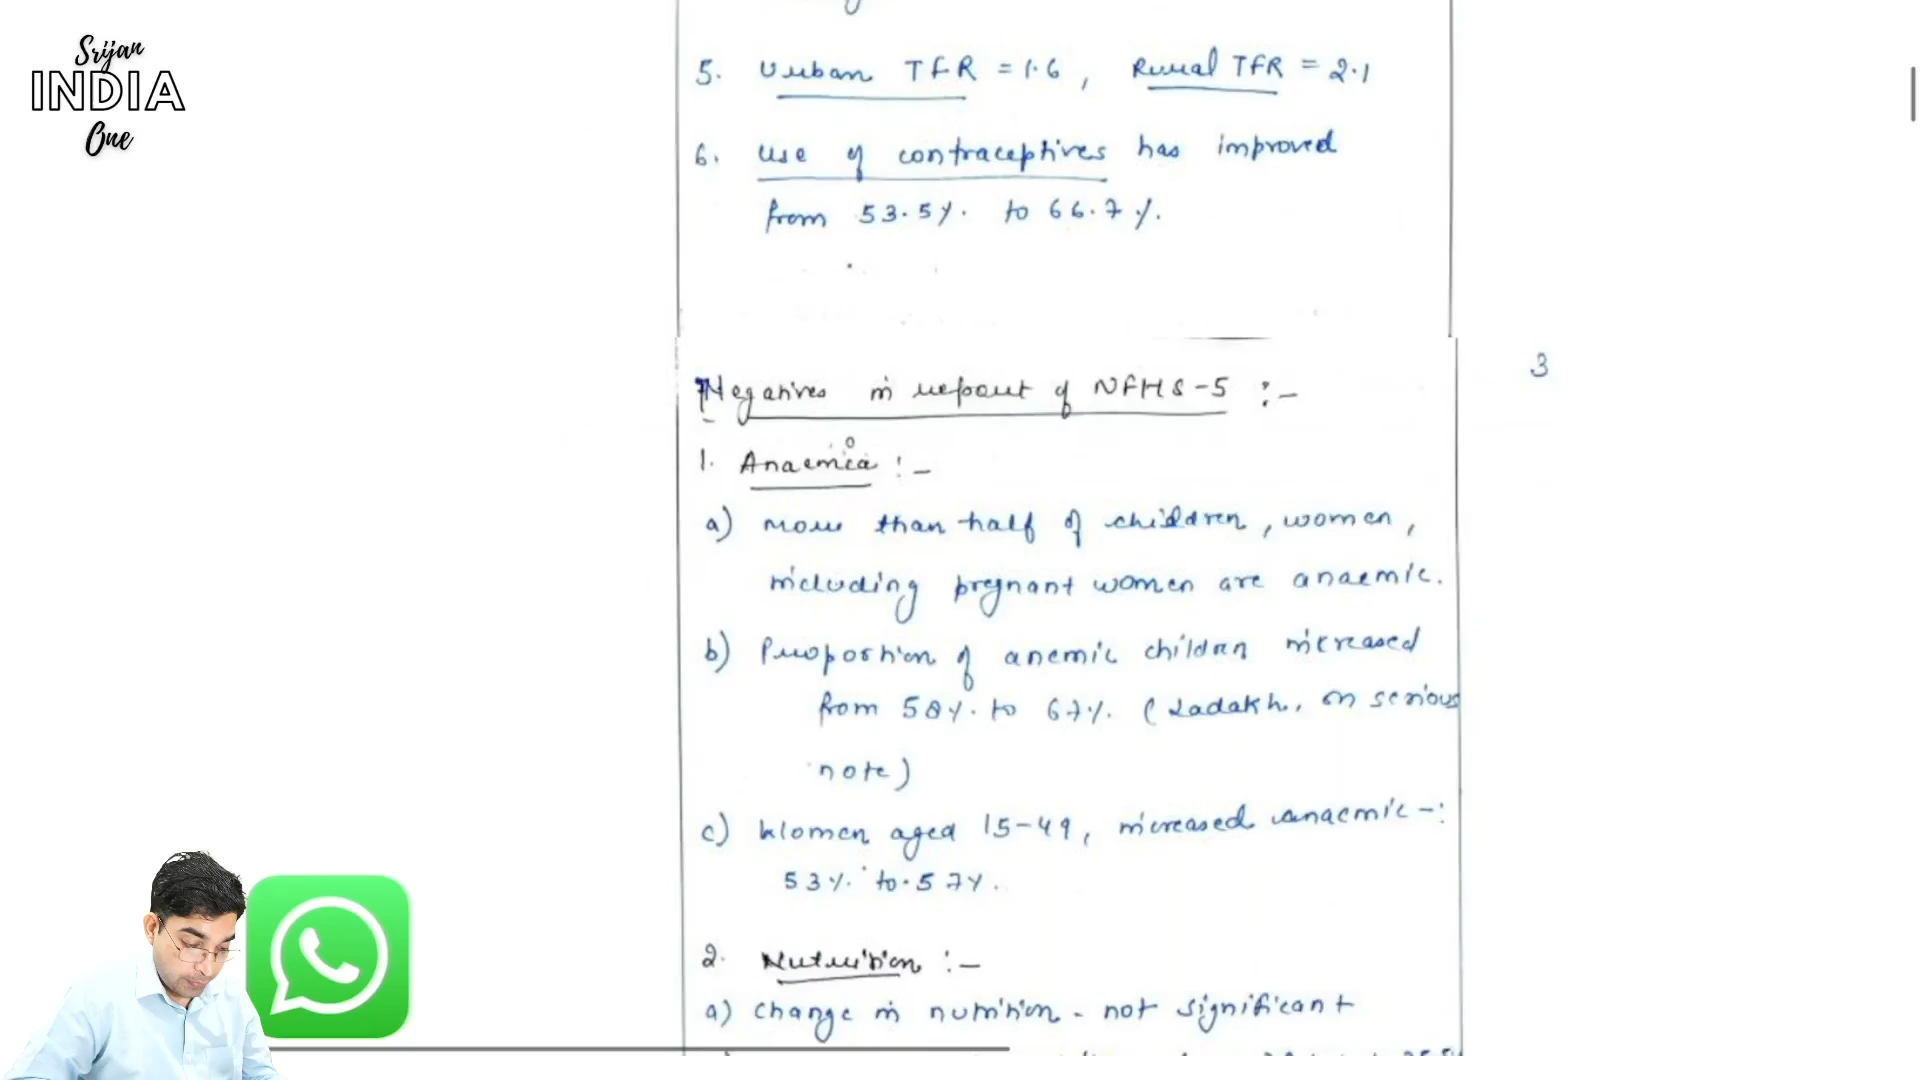 Srijan
INDIA
One
5. Urban TFR = 1.6, Rural TFR = 2.1
6. Use of contraceptives has improved
from 53.5%. to 66.7%.
3
Negatives in report of NFHS-5 :-
1. Anaemia :-
a) More than half of children, women,
including pregnant women are anaemic.
b) Proportion of anemic children increased
from 58%. to 67%. (Ladakh, on serious
note)
c) Women aged 15-49, increased anaemic -:
53%. to 57%.
2. Nutrition :-
a) change in nutrition - not significant